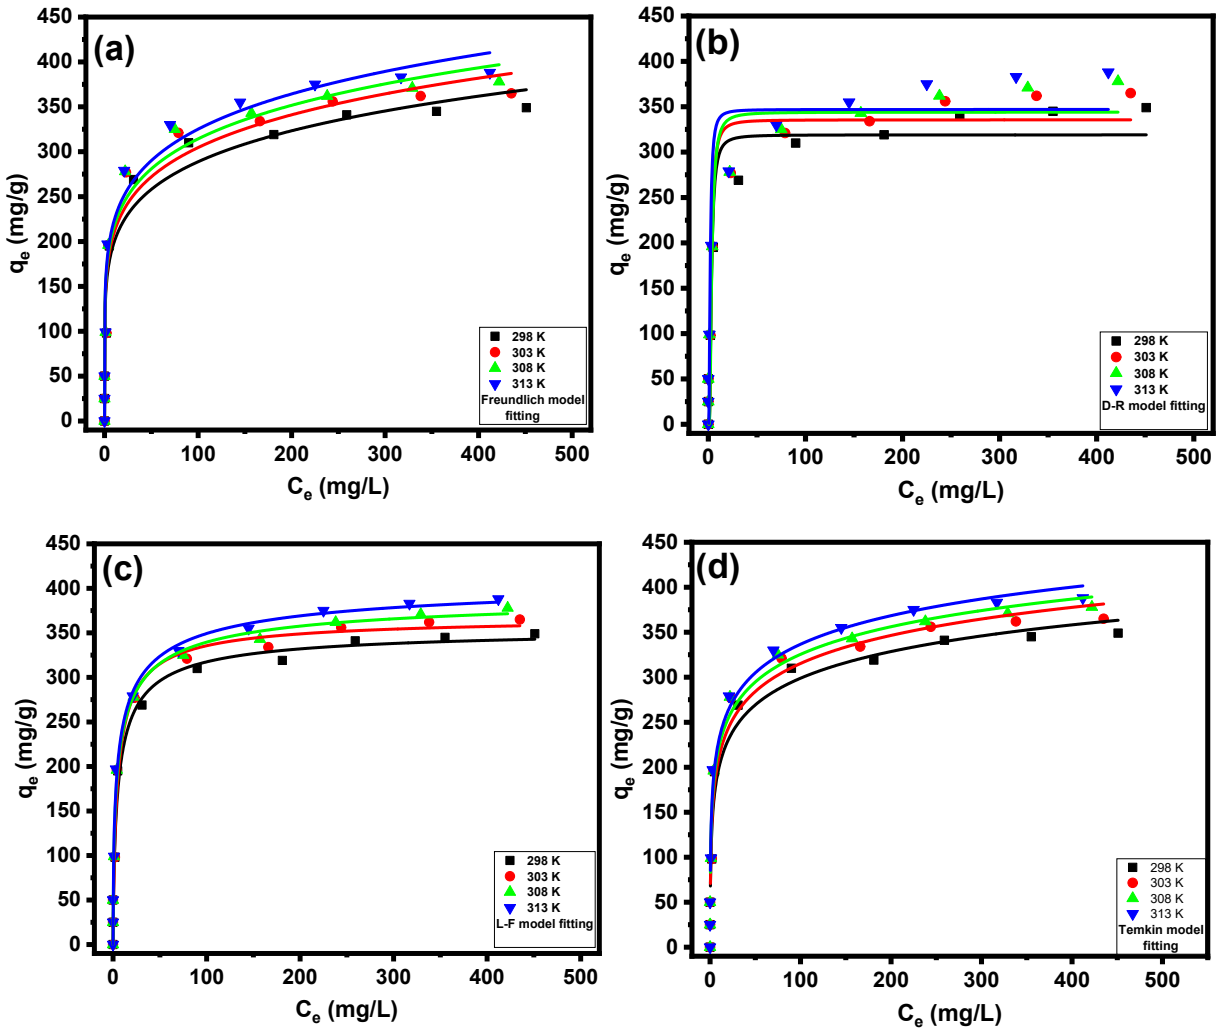 (a)
450
400
350
300
250
200
100
50
0
qe (mg/g)
298 K
303 K
308 K
313 K
Freundlich model
fitting
0 100 200 300 400 500
Ce (mg/L)
(b)
450
400
350
300
250
200
100
50
0
qe (mg/g)
298 K
303 K
308 K
313 K
D-R model fitting
0 100 200 300 400 500
Ce (mg/L)
(c)
450
400
350
300
250
200
100
50
0
qe (mg/g)
298 K
303 K
308 K
313 K
L-F model fitting
0 100 200 300 400 500
Ce (mg/L)
(d)
450
400
350
300
250
200
100
50
0
qe (mg/g)
298 K
303 K
308 K
313 K
Temkin model
fitting
0 100 200 300 400 500
Ce (mg/L)